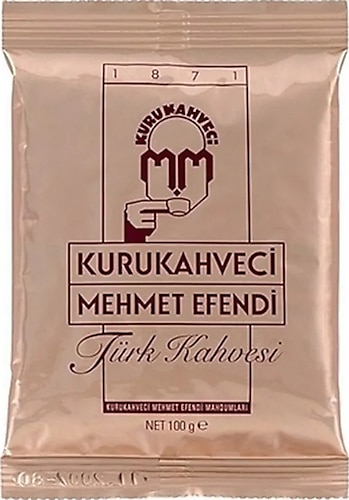 1871
KURUKAHVECİ
MM
KURUKAHVECİ
MEHMET EFENDİ
Türk Kahvesi
KURUKAHVECİ MEHMET EFENDİ MAHDUMLARI
NET 100 g ℮